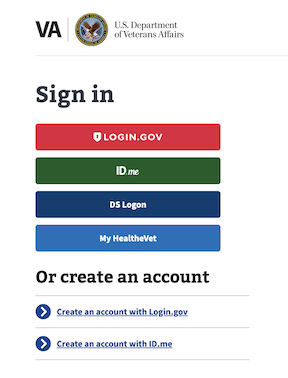 VA
U.S. Department
of Veterans Affairs
Sign in
LOGIN.GOV
ID.me
DS Logon
My HealtheVet
Or create an account
Create an account with Login.gov
Create an account with ID.me